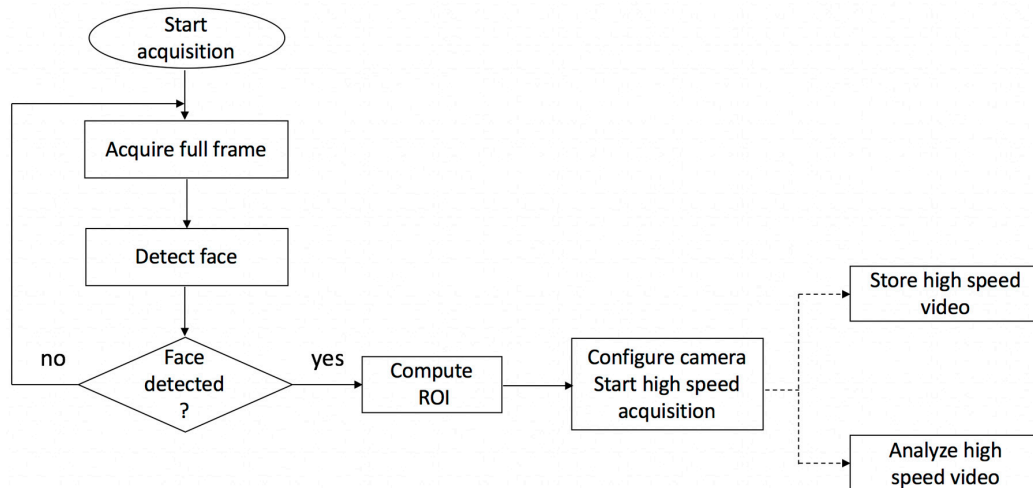 Start
acquisition
Acquire full frame
Detect face
no
Face
detected
?
yes
Compute
ROI
Configure camera
Start high speed
acquisition
Store high speed
video
Analyze high
speed video